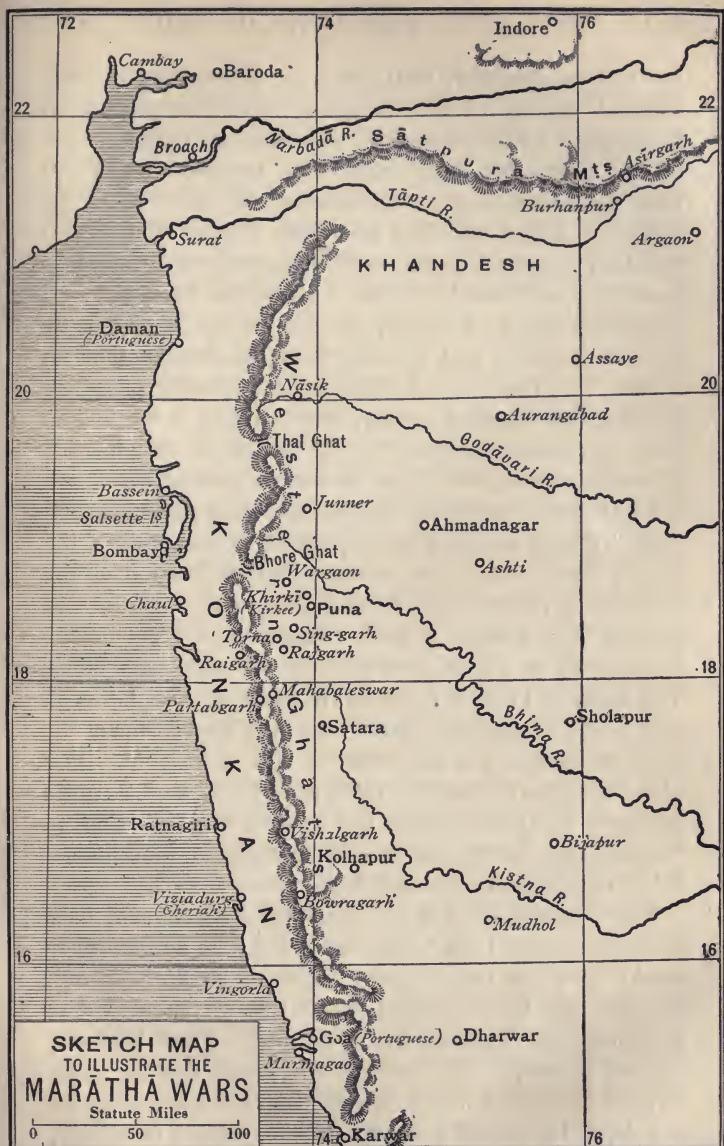 72
74
76
Indore
Cambay
Baroda
22
22
Broach
Narbadā R.
Sātpura Mts
Asīrgarh
Burhanpur
Tāpti R.
Surat
Argaon
KHANDESH
Daman
(Portuguese)
Assaye
Nāsik
20
20
Aurangabad
Thal Ghat
Godāvari R.
Western Ghats
Bassein
Salsette Is
Junner
Ahmadnagar
Bombay
Bhore Ghat
Ashti
Wargaon
Chaul
Khirkī
(Kirkee)
Puna
KONKAN
Torna
Sing-garh
Rajgarh
Raigarh
18
18
Mahabaleswar
Partabgarh
Satara
Bhima R.
Sholapur
Ratnagiri
Vishalgarh
Bijapur
Kolhapur
Kistna R.
Viziadurg
(Gheriah)
Bowragarh
Mudhol
16
16
Vingorla
Goa (Portuguese)
Dharwar
Marmagao
SKETCH MAP
TO ILLUSTRATE THE
MARĀTHĀ WARS
Statute Miles
0 50 100
74
Karwar
76